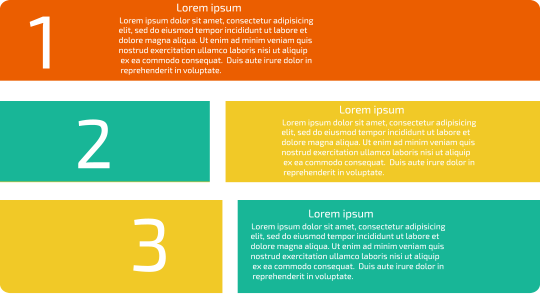 1
Lorem ipsum
Lorem ipsum dolor sit amet, consectetur adipisicing
elit, sed do eiusmod tempor incididunt ut labore et
dolore magna aliqua. Ut enim ad minim veniam quis
nostrud exercitation ullamco laboris nisi ut aliquip
ex ea commodo consequat. Duis aute irure dolor in
reprehenderit in voluptate.
2
Lorem ipsum
Lorem ipsum dolor sit amet, consectetur adipisicing
elit, sed do eiusmod tempor incididunt ut labore et
dolore magna aliqua. Ut enim ad minim veniam quis
nostrud exercitation ullamco laboris nisi ut aliquip
ex ea commodo consequat. Duis aute irure dolor in
reprehenderit in voluptate.
3
Lorem ipsum
Lorem ipsum dolor sit amet, consectetur adipisicing
elit, sed do eiusmod tempor incididunt ut labore et
dolore magna aliqua. Ut enim ad minim veniam quis
nostrud exercitation ullamco laboris nisi ut aliquip
ex ea commodo consequat. Duis aute irure dolor in
reprehenderit in voluptate.